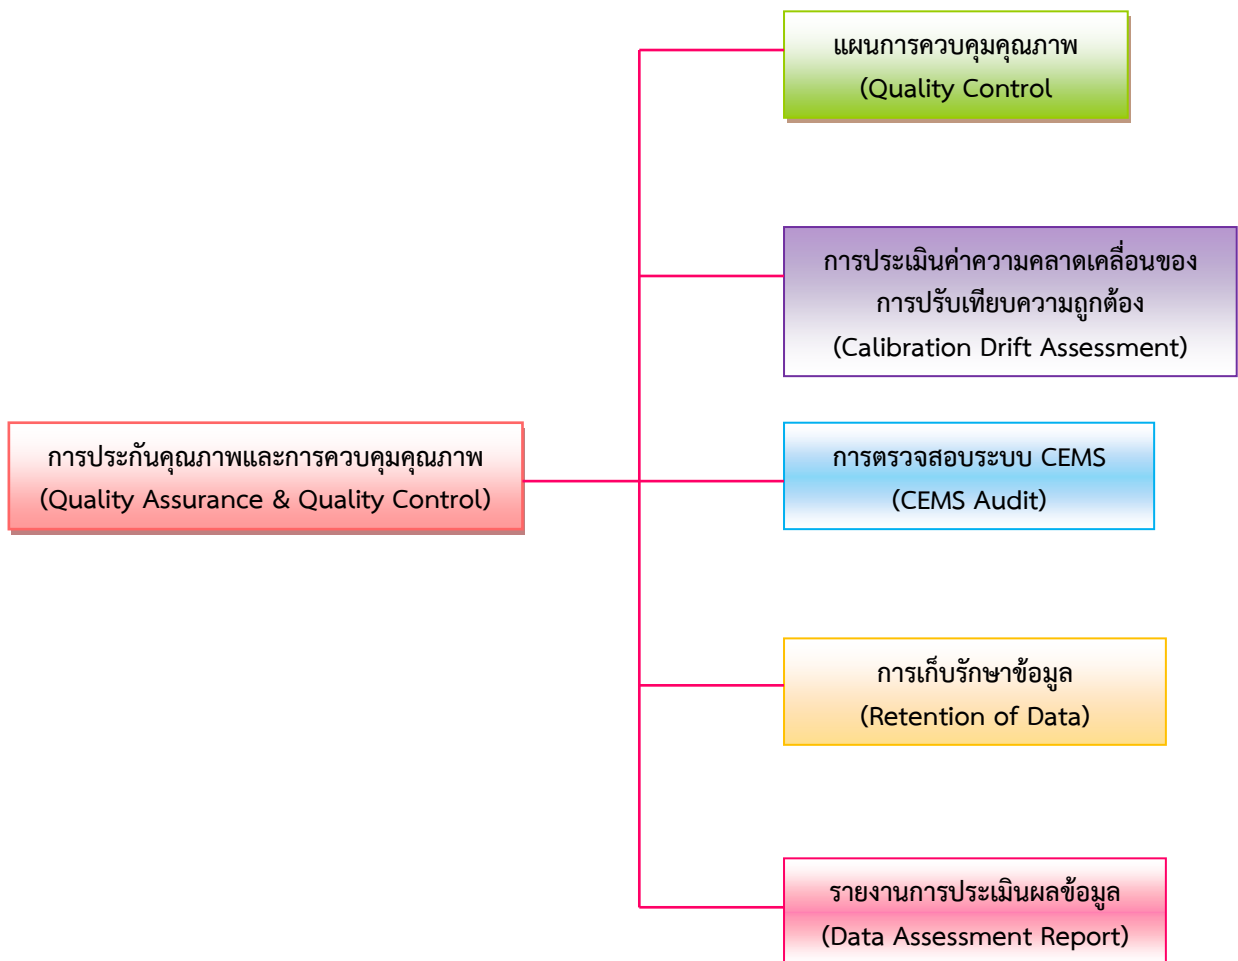 แผนการควบคุมคุณภาพ
(Quality Control
การประเมินค่าความคลาดเคลื่อนของ
การปรับเทียบความถูกต้อง
(Calibration Drift Assessment)
การประกันคุณภาพและการควบคุมคุณภาพ
(Quality Assurance & Quality Control)
การตรวจสอบระบบ CEMS
(CEMS Audit)
การเก็บรักษาข้อมูล
(Retention of Data)
รายงานการประเมินผลข้อมูล
(Data Assessment Report)